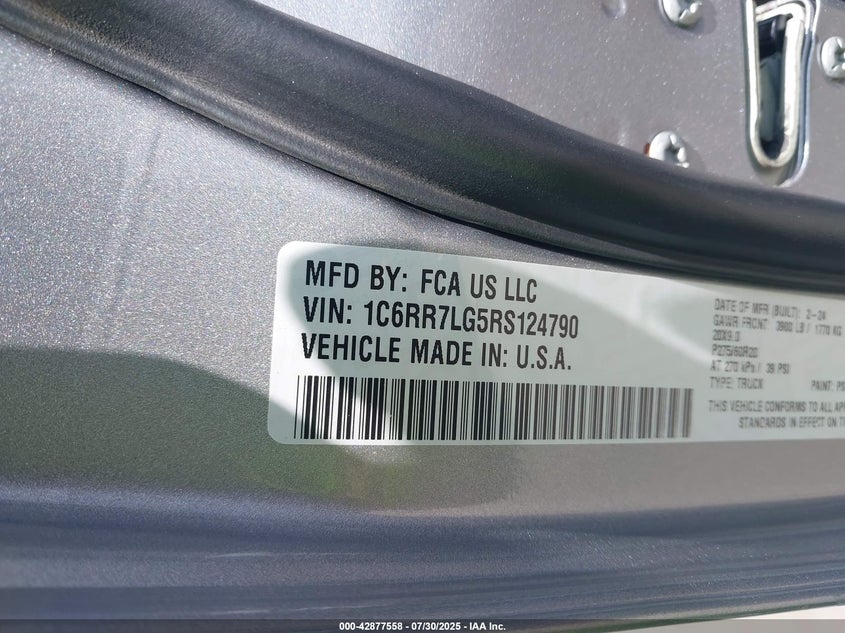 MFD BY: FCA US LLC
VIN: 1C6RR7LG5RS124790
VEHICLE MADE IN: U.S.A.
DATE OF MFR (BUILT): 2-24
GAWR FRONT: 3900 LB / 1770 KG
20X9.0
P275/60R20
AT 270 kPa / 39 PSI
TYPE: TRUCK PAINT: PS
THIS VEHICLE CONFORMS TO ALL APP
STANDARDS IN EFFECT ON T
000-42877558 - 07/30/2025 - IAA Inc.